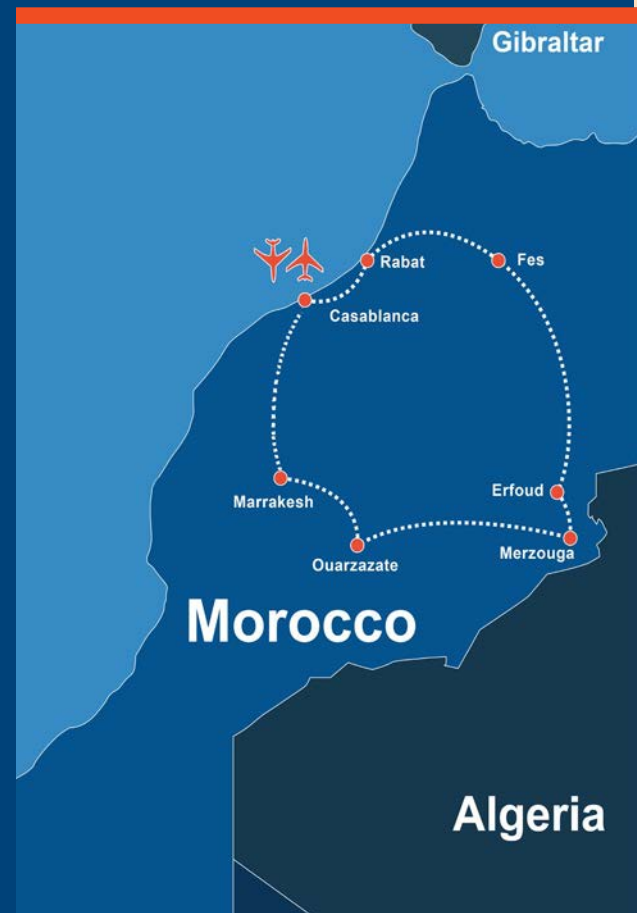 Gibraltar
Rabat
Fes
Casablanca
Marrakesh
Erfoud
Ouarzazate
Merzouga
Morocco
Algeria